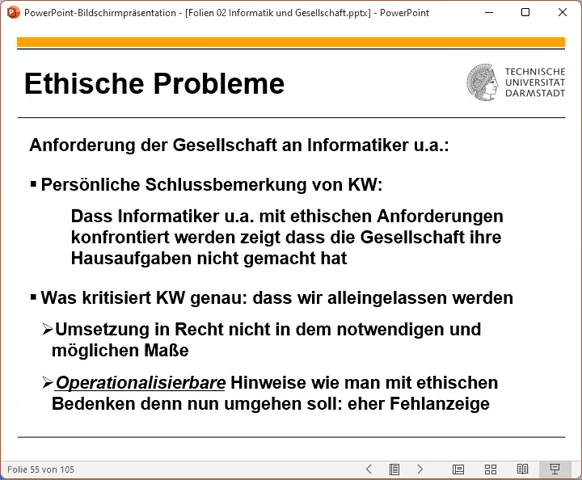 PowerPoint-Bildschirmpräsentation - [Folien 02 Informatik und Gesellschaft.pptx] - PowerPoint
Ethische Probleme
TECHNISCHE
UNIVERSITÄT
DARMSTADT
Anforderung der Gesellschaft an Informatiker u.a.:
▪ Persönliche Schlussbemerkung von KW:
Dass Informatiker u.a. mit ethischen Anforderungen
konfrontiert werden zeigt dass die Gesellschaft ihre
Hausaufgaben nicht gemacht hat
▪ Was kritisiert KW genau: dass wir alleingelassen werden
➢Umsetzung in Recht nicht in dem notwendigen und
möglichen Maße
➢Operationalisierbare Hinweise wie man mit ethischen
Bedenken denn nun umgehen soll: eher Fehlanzeige
Folie 55 von 105